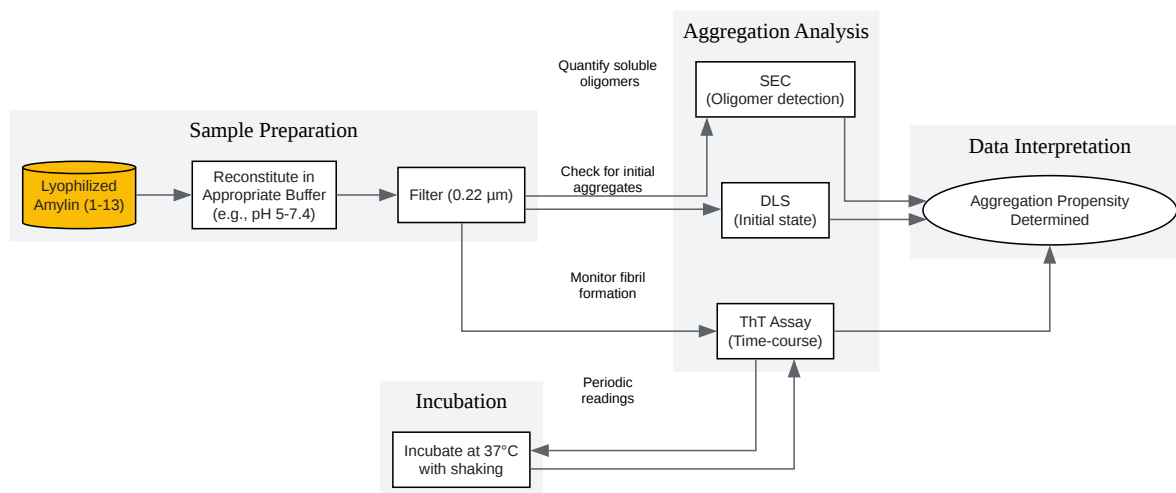 Aggregation Analysis
Quantify soluble
oligomers
SEC
(Oligomer detection)
Sample Preparation
Data Interpretation
Lyophilized
Amylin (1-13)
Reconstitute in
Appropriate Buffer
(e.g., pH 5-7.4)
Filter (0.22 µm)
Check for initial
aggregates
DLS
(Initial state)
Aggregation Propensity
Determined
Monitor fibril
formation
ThT Assay
(Time-course)
Periodic
readings
Incubation
Incubate at 37°C
with shaking